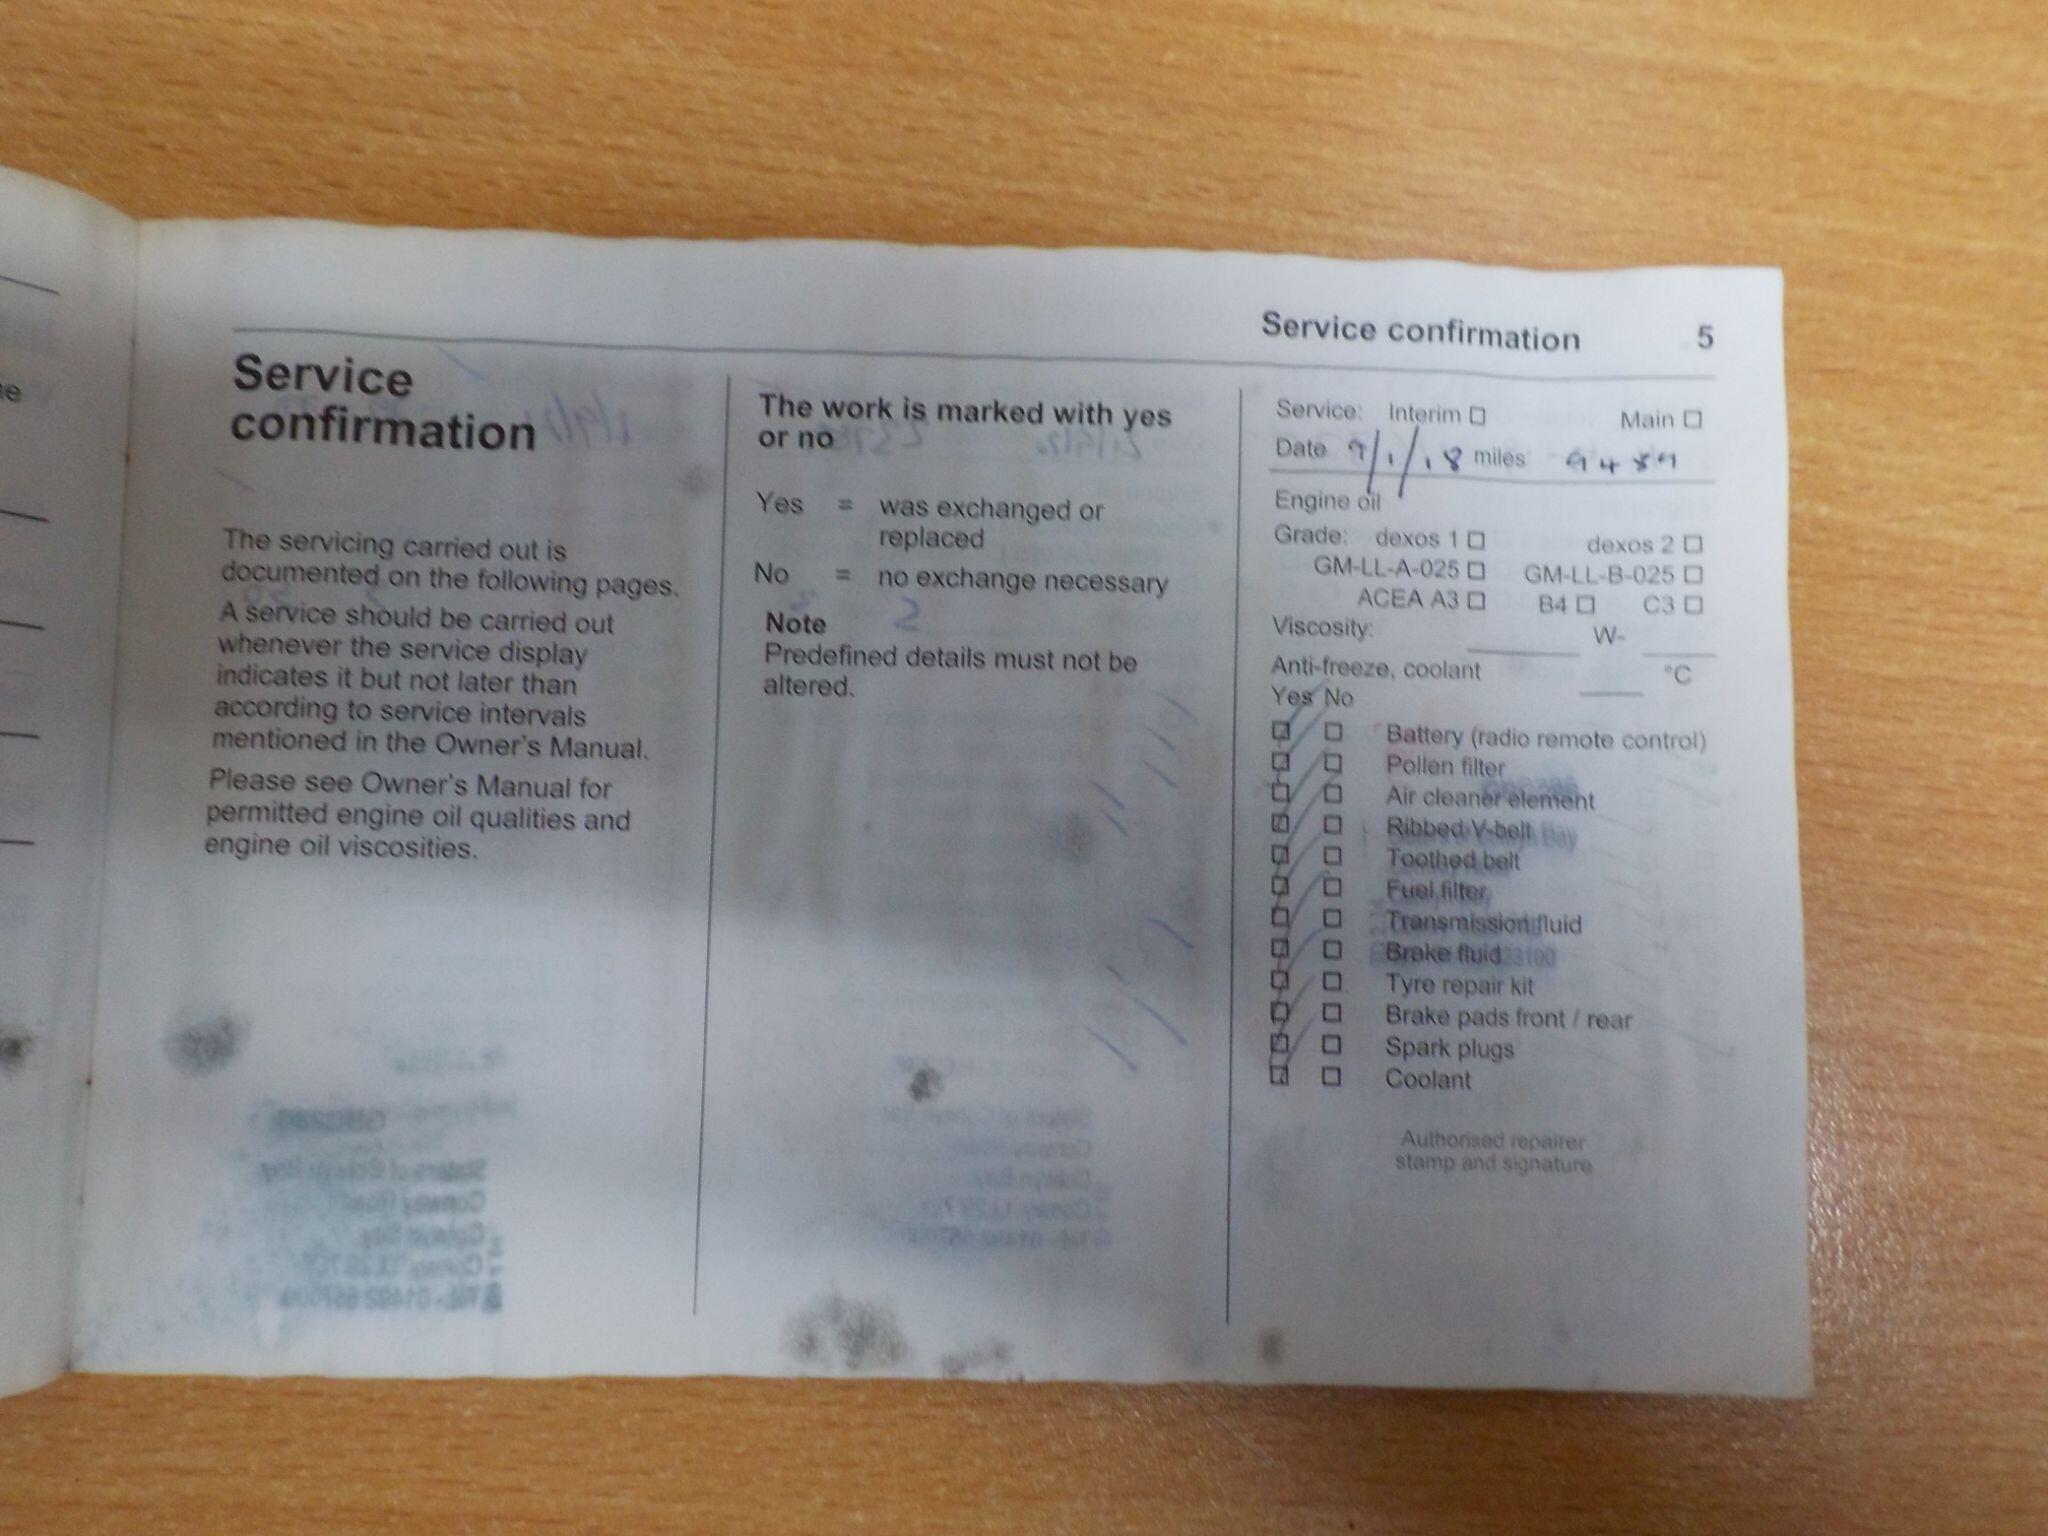 Service confirmation 5
Service
confirmation
The servicing carried out is
documented on the following pages.
A service should be carried out
whenever the service display
indicates it but not later than
according to service intervals
mentioned in the Owner's Manual.
Please see Owner's Manual for
permitted engine oil qualities and
engine oil viscosities.
The work is marked with yes
or no
Yes = was exchanged or
replaced
No = no exchange necessary
Note
Predefined details must not be
altered.
Service: Interim ☐ Main ☐
Date 9/1/18 miles 9489
Engine oil
Grade: dexos 1 ☐ dexos 2 ☐
GM-LL-A-025 ☐ GM-LL-B-025 ☐
ACEA A3 ☐ B4 ☐ C3 ☐
Viscosity: W-
Anti-freeze, coolant °C
Yes No
Battery (radio remote control)
Pollen filter
Air cleaner element
Ribbed V-belt
Toothed belt
Fuel filter
Transmission fluid
Brake fluid
Tyre repair kit
Brake pads front / rear
Spark plugs
Coolant
Authorised repairer
stamp and signature